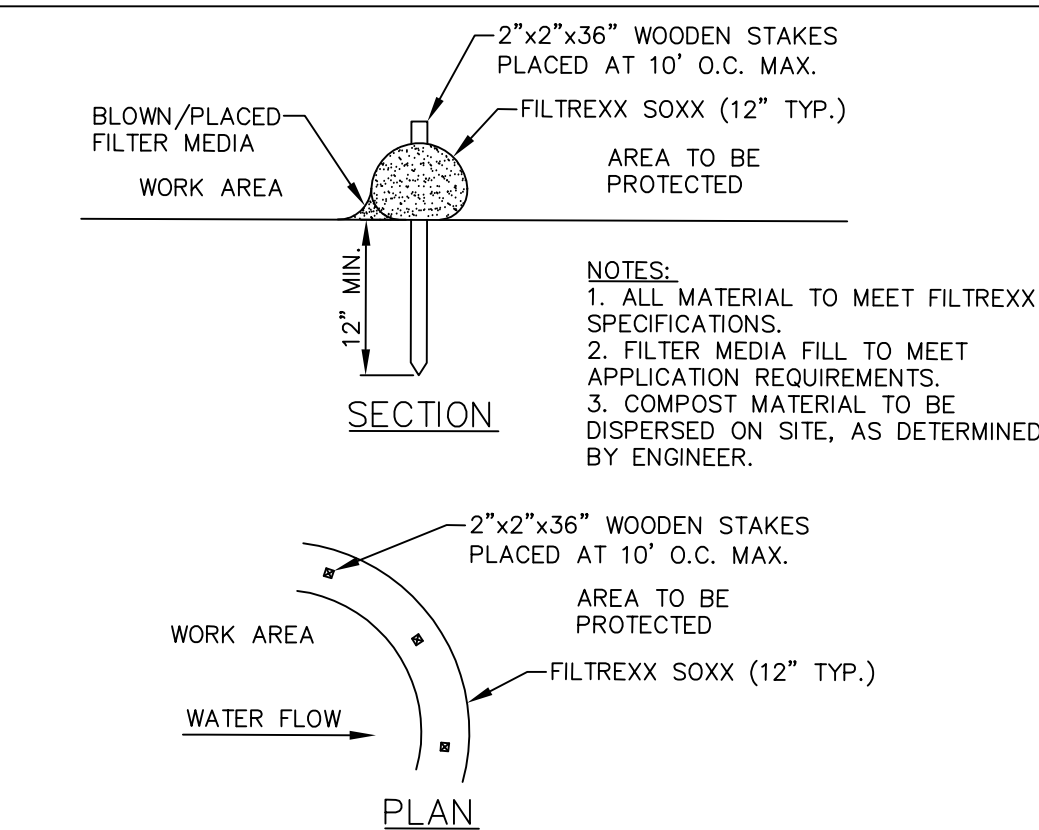 2”x2”x36” WOODEN STAKES
PLACED AT 10’ O.C. MAX.
BLOWN/PLACED
FILTER MEDIA
FILTREXX SOXX (12” TYP.)
WORK AREA
AREA TO BE
PROTECTED
12” MIN.
SECTION
NOTES:
1. ALL MATERIAL TO MEET FILTREXX
SPECIFICATIONS.
2. FILTER MEDIA FILL TO MEET
APPLICATION REQUIREMENTS.
3. COMPOST MATERIAL TO BE
DISPERSED ON SITE, AS DETERMINED
BY ENGINEER.
2”x2”x36” WOODEN STAKES
PLACED AT 10’ O.C. MAX.
AREA TO BE
PROTECTED
WORK AREA
FILTREXX SOXX (12” TYP.)
WATER FLOW
PLAN